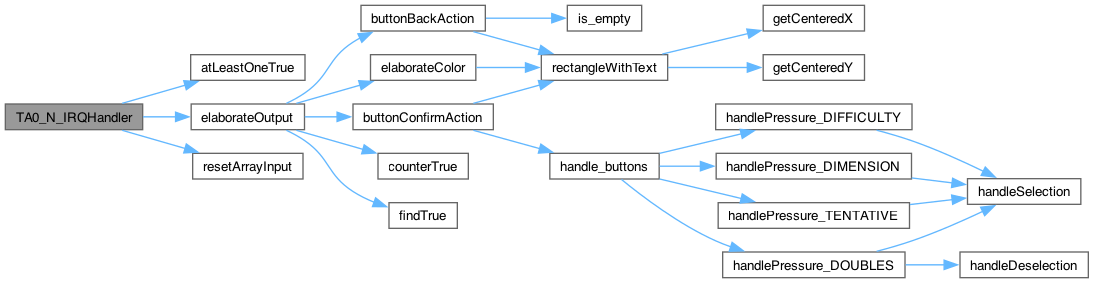 TA0_N_IRQHandler
atLeastOneTrue
elaborateOutput
resetArrayInput
buttonBackAction
elaborateColor
buttonConfirmAction
counterTrue
findTrue
is_empty
rectangleWithText
handle_buttons
getCenteredX
getCenteredY
handlePressure_DIFFICULTY
handlePressure_DIMENSION
handlePressure_TENTATIVE
handlePressure_DOUBLES
handleSelection
handleDeselection